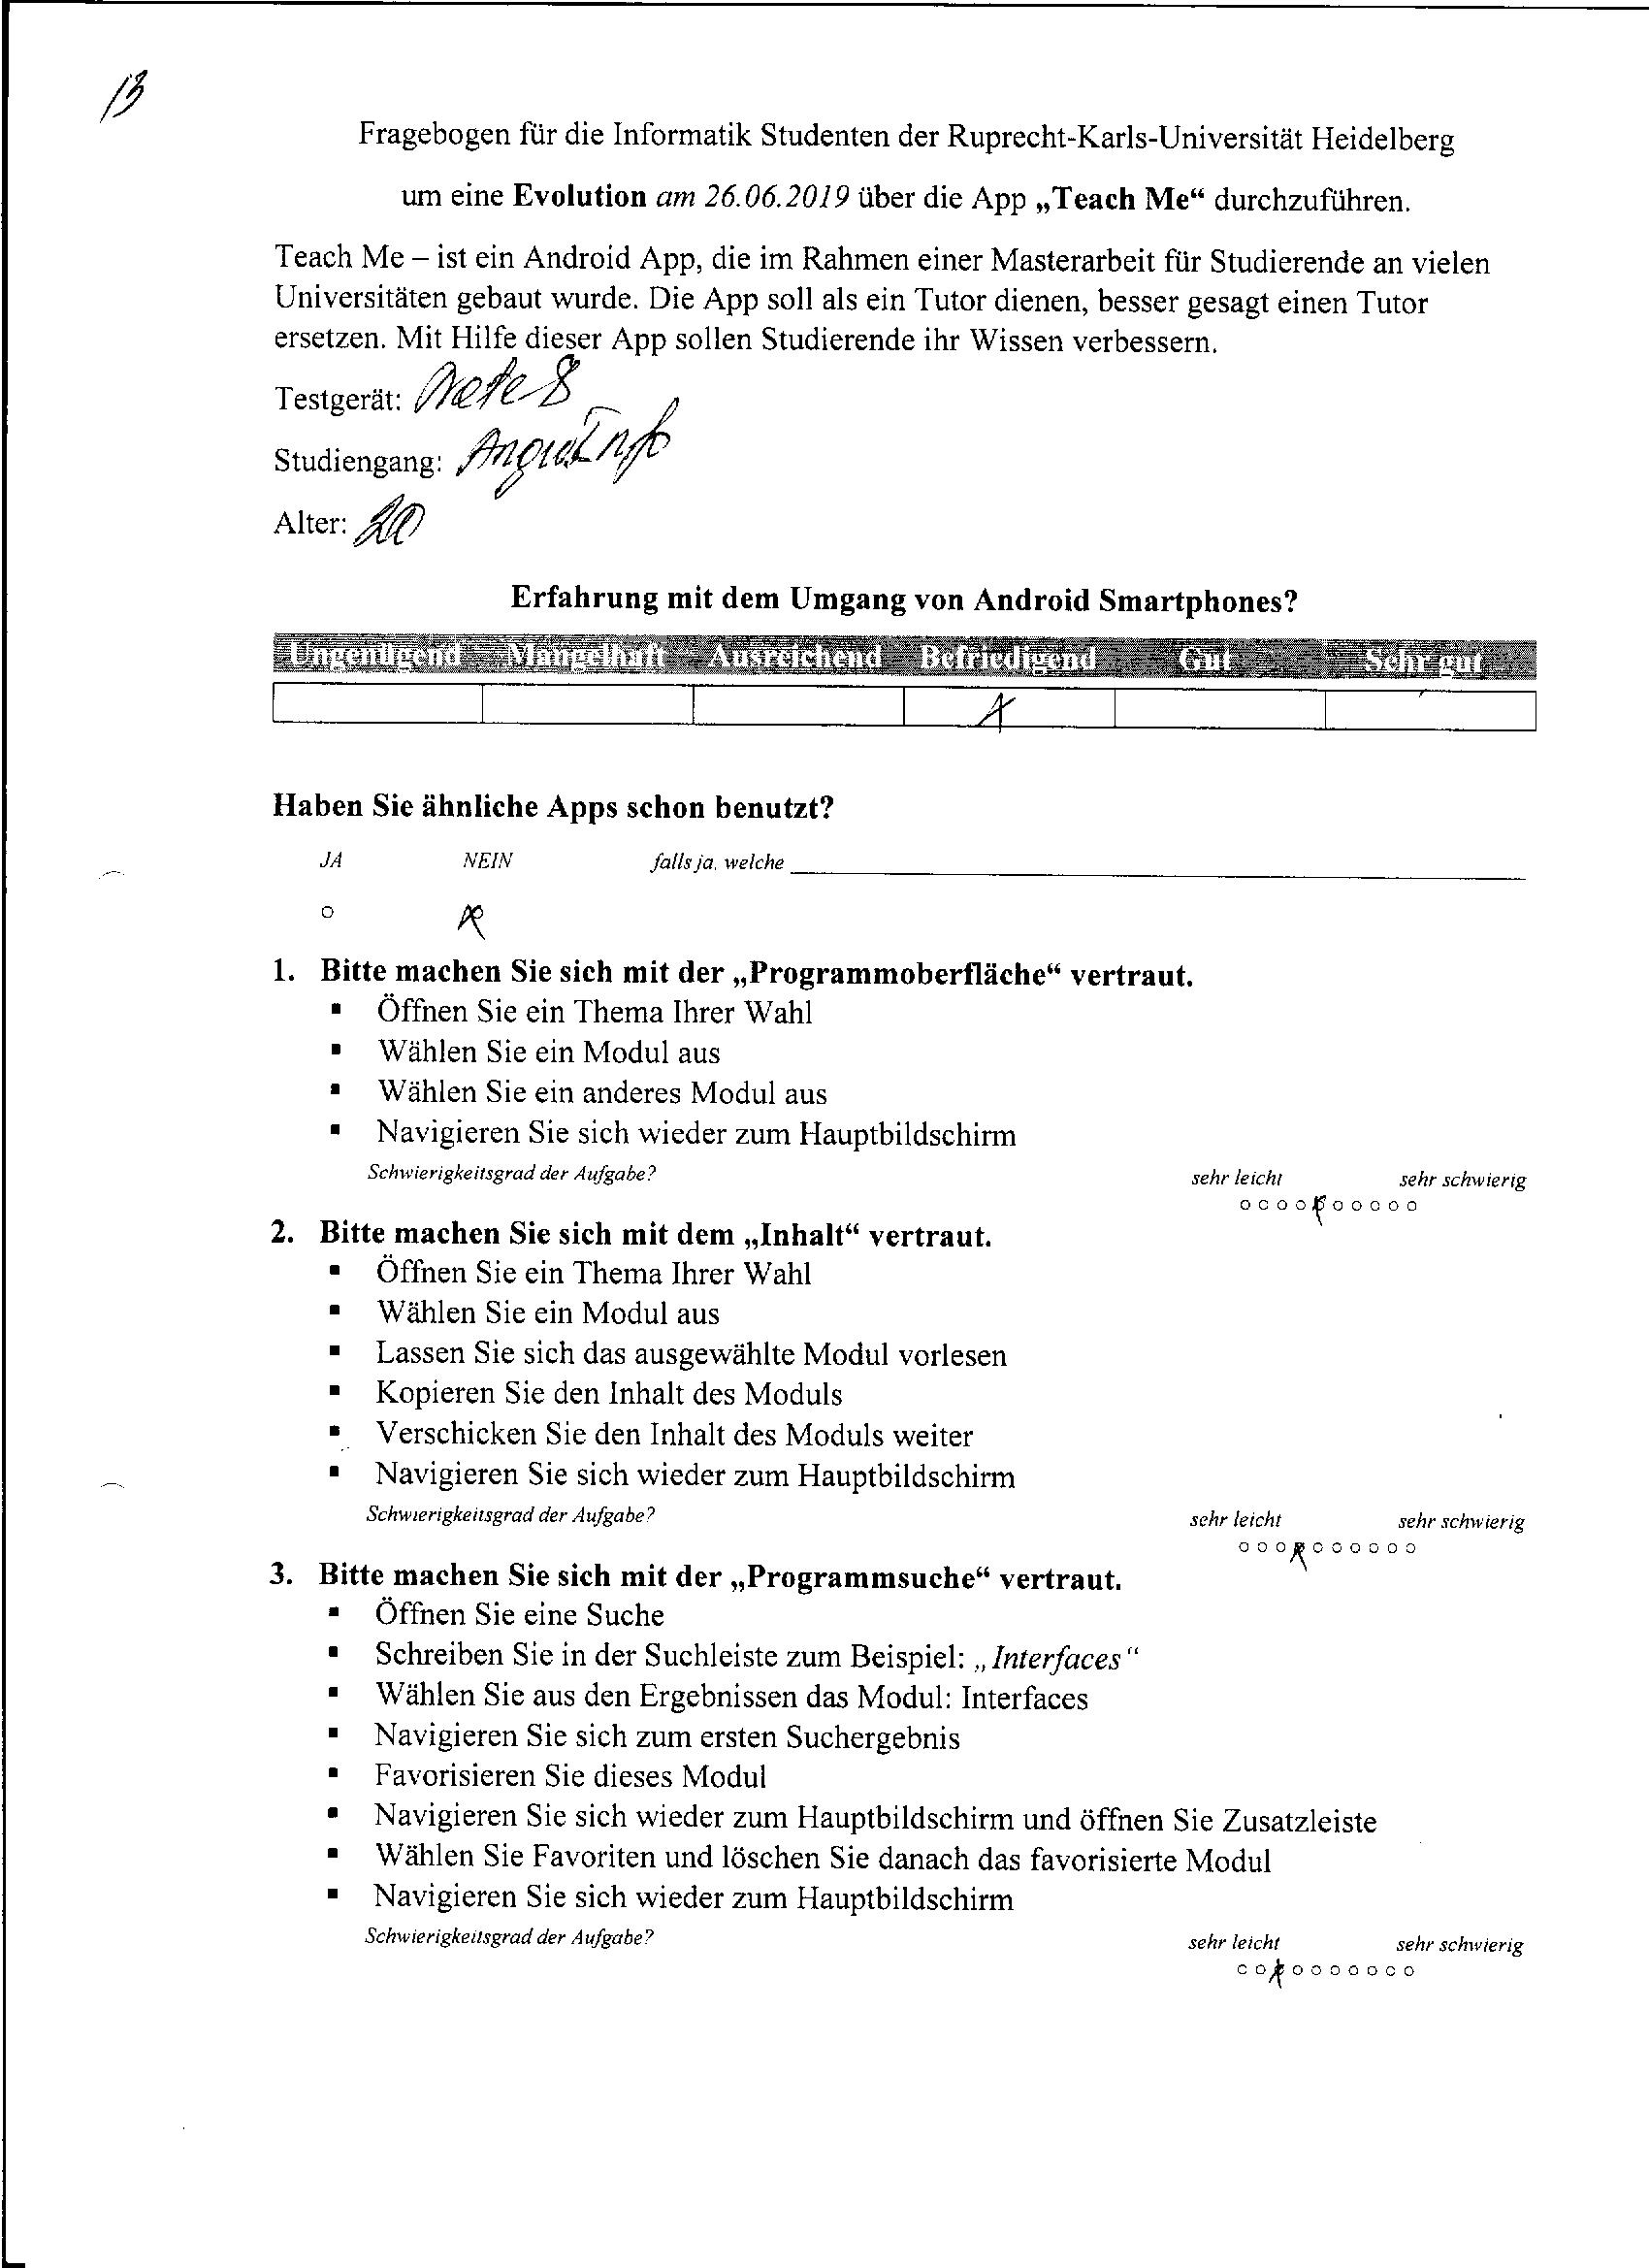 13
Fragebogen für die Informatik Studenten der Ruprecht-Karls-Universität Heidelberg
um eine Evolution am 26.06.2019 über die App „Teach Me“ durchzuführen.
Teach Me – ist ein Android App, die im Rahmen einer Masterarbeit für Studierende an vielen
Universitäten gebaut wurde. Die App soll als ein Tutor dienen, besser gesagt einen Tutor
ersetzen. Mit Hilfe dieser App sollen Studierende ihr Wissen verbessern.
Testgerät: Note 8
Studiengang:
Alter: 20
Erfahrung mit dem Umgang von Android Smartphones?
Ungenügend Mangelhaft Ausreichend Befriedigend Gut Sehr gut
Haben Sie ähnliche Apps schon benutzt?
JA NEIN falls ja, welche
1. Bitte machen Sie sich mit der „Programmoberfläche“ vertraut.
▪ Öffnen Sie ein Thema Ihrer Wahl
▪ Wählen Sie ein Modul aus
▪ Wählen Sie ein anderes Modul aus
▪ Navigieren Sie sich wieder zum Hauptbildschirm
Schwierigkeitsgrad der Aufgabe? sehr leicht sehr schwierig
2. Bitte machen Sie sich mit dem „Inhalt“ vertraut.
▪ Öffnen Sie ein Thema Ihrer Wahl
▪ Wählen Sie ein Modul aus
▪ Lassen Sie sich das ausgewählte Modul vorlesen
▪ Kopieren Sie den Inhalt des Moduls
▪ Verschicken Sie den Inhalt des Moduls weiter
▪ Navigieren Sie sich wieder zum Hauptbildschirm
Schwierigkeitsgrad der Aufgabe? sehr leicht sehr schwierig
3. Bitte machen Sie sich mit der „Programmsuche“ vertraut.
▪ Öffnen Sie eine Suche
▪ Schreiben Sie in der Suchleiste zum Beispiel: „Interfaces“
▪ Wählen Sie aus den Ergebnissen das Modul: Interfaces
▪ Navigieren Sie sich zum ersten Suchergebnis
▪ Favorisieren Sie dieses Modul
▪ Navigieren Sie sich wieder zum Hauptbildschirm und öffnen Sie Zusatzleiste
▪ Wählen Sie Favoriten und löschen Sie danach das favorisierte Modul
▪ Navigieren Sie sich wieder zum Hauptbildschirm
Schwierigkeitsgrad der Aufgabe? sehr leicht sehr schwierig